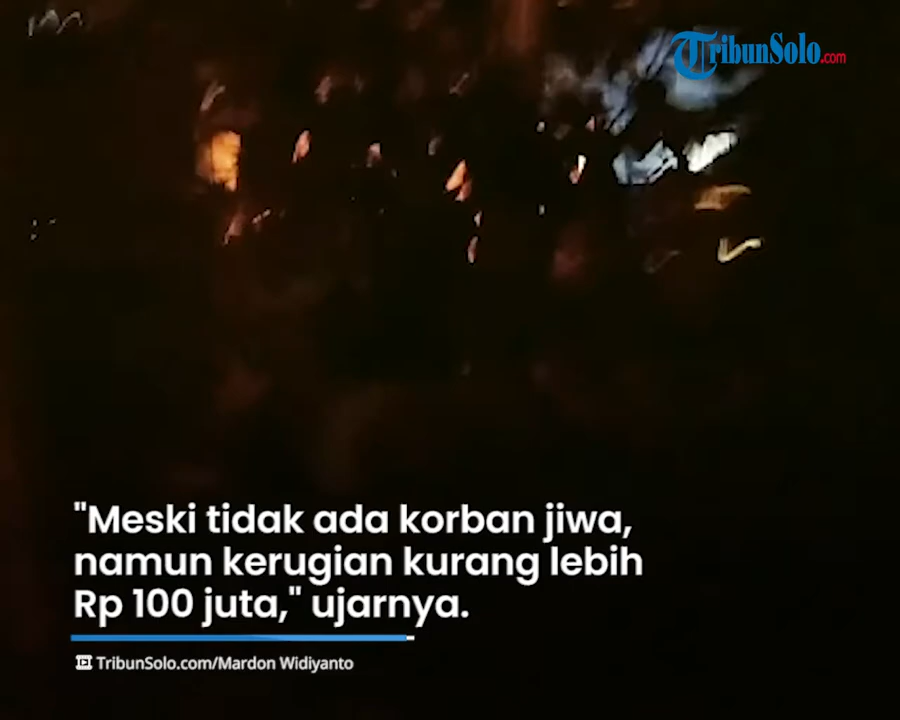 TribunSolo.com
"Meski tidak ada korban jiwa,
namun kerugian kurang lebih
Rp 100 juta," ujarnya.
TribunSolo.com/Mardon Widiyanto